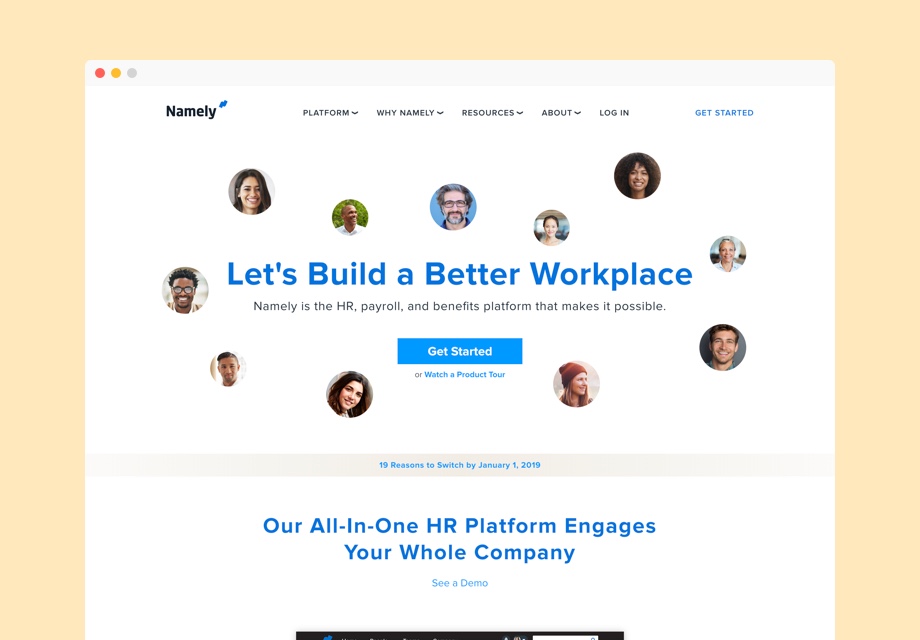 Namely
PLATFORM
WHY NAMELY
RESOURCES
ABOUT
LOG IN
GET STARTED
Let's Build a Better Workplace
Namely is the HR, payroll, and benefits platform that makes it possible.
Get Started
or Watch a Product Tour
19 Reasons to Switch by January 1, 2019
Our All-In-One HR Platform Engages
Your Whole Company
See a Demo